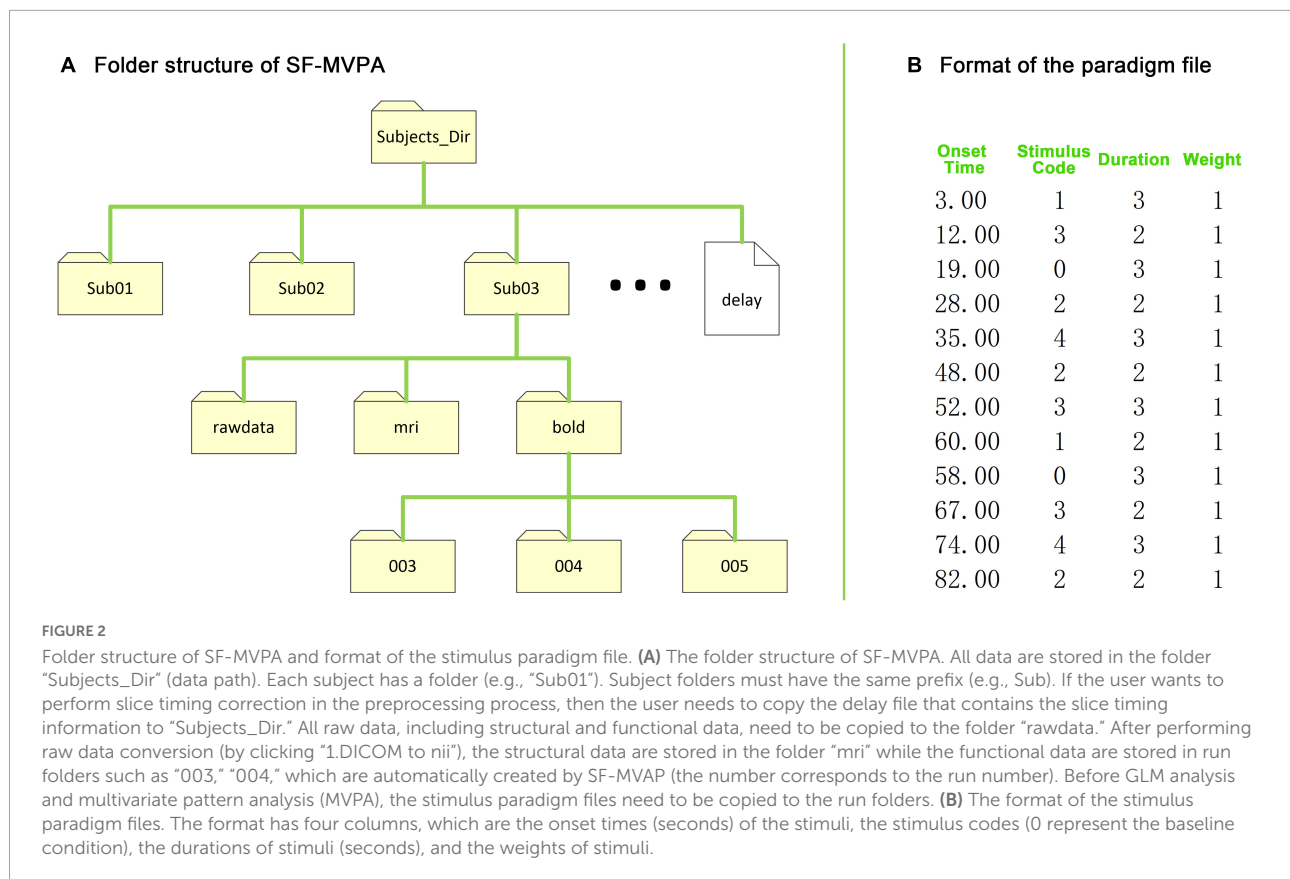 A Folder structure of SF-MVPA
Subjects_Dir
Sub01
Sub02
Sub03
delay
rawdata
mri
bold
003
004
005
B Format of the paradigm file
Onset Time Stimulus Code Duration Weight
3.00 1 3 1
12.00 3 2 1
19.00 0 3 1
28.00 2 2 1
35.00 4 3 1
48.00 2 2 1
52.00 3 3 1
60.00 1 2 1
58.00 0 3 1
67.00 3 2 1
74.00 4 3 1
82.00 2 2 1
FIGURE 2
Folder structure of SF-MVPA and format of the stimulus paradigm file. (A) The folder structure of SF-MVPA. All data are stored in the folder
"Subjects_Dir" (data path). Each subject has a folder (e.g., "Sub01"). Subject folders must have the same prefix (e.g., Sub). If the user wants to
perform slice timing correction in the preprocessing process, then the user needs to copy the delay file that contains the slice timing
information to "Subjects_Dir." All raw data, including structural and functional data, need to be copied to the folder "rawdata." After performing
raw data conversion (by clicking "1.DICOM to nii"), the structural data are stored in the folder "mri" while the functional data are stored in run
folders such as "003," "004," which are automatically created by SF-MVAP (the number corresponds to the run number). Before GLM analysis
and multivariate pattern analysis (MVPA), the stimulus paradigm files need to be copied to the run folders. (B) The format of the stimulus
paradigm files. The format has four columns, which are the onset times (seconds) of the stimuli, the stimulus codes (0 represent the baseline
condition), the durations of stimuli (seconds), and the weights of stimuli.